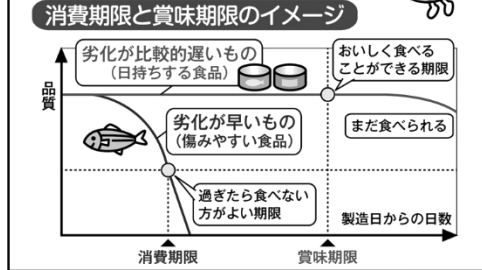 消費期限と賞味期限のイメージ
劣化が比較的遅いもの
（日持ちする食品）
おいしく食べる
ことができる期限
品質
劣化が早いもの
（傷みやすい食品）
まだ食べられる
過ぎたら食べない
方がよい期限
製造日からの日数
消費期限
賞味期限